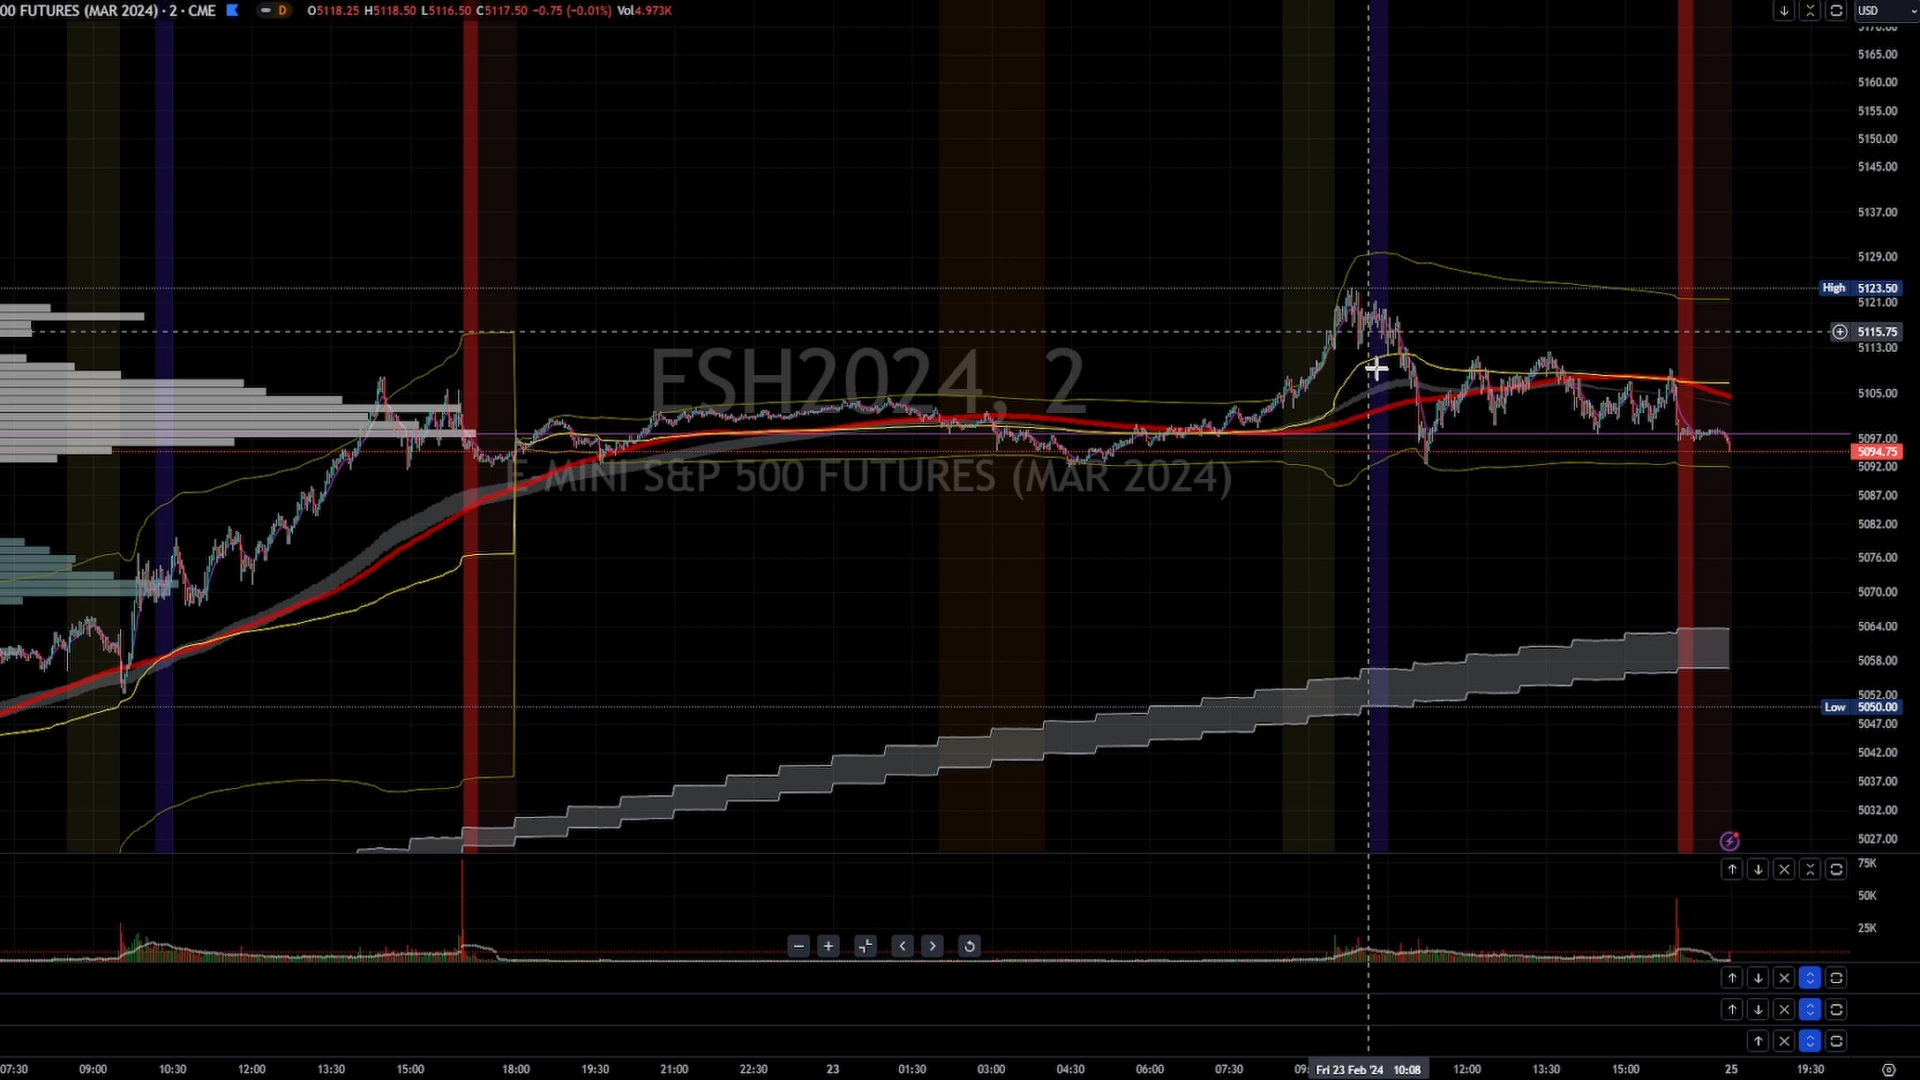 00 FUTURES (MAR 2024) · 2 · CME D O5118.25 H5118.50 L5116.50 C5117.50 −0.75 (−0.01%) Vol4.973K
USD
5170.00
5165.00
5160.00
5155.00
5150.00
5145.00
5137.00
5129.00
High 5123.50
5121.00
5115.75
5113.00
ESH2024, 2
5105.00
5097.00
5094.75
E-MINI S&P 500 FUTURES (MAR 2024)
5092.00
5087.00
5082.00
5076.00
5070.00
5064.00
5058.00
5052.00
Low 5050.00
5047.00
5042.00
5037.00
5032.00
5027.00
75K
50K
25K
07:30 09:00 10:30 12:00 13:30 15:00 18:00 19:30 21:00 22:30 23 01:30 03:00 04:30 06:00 07:30 09: Fri 23 Feb '24 10:08 12:00 13:30 15:00 25 19:30